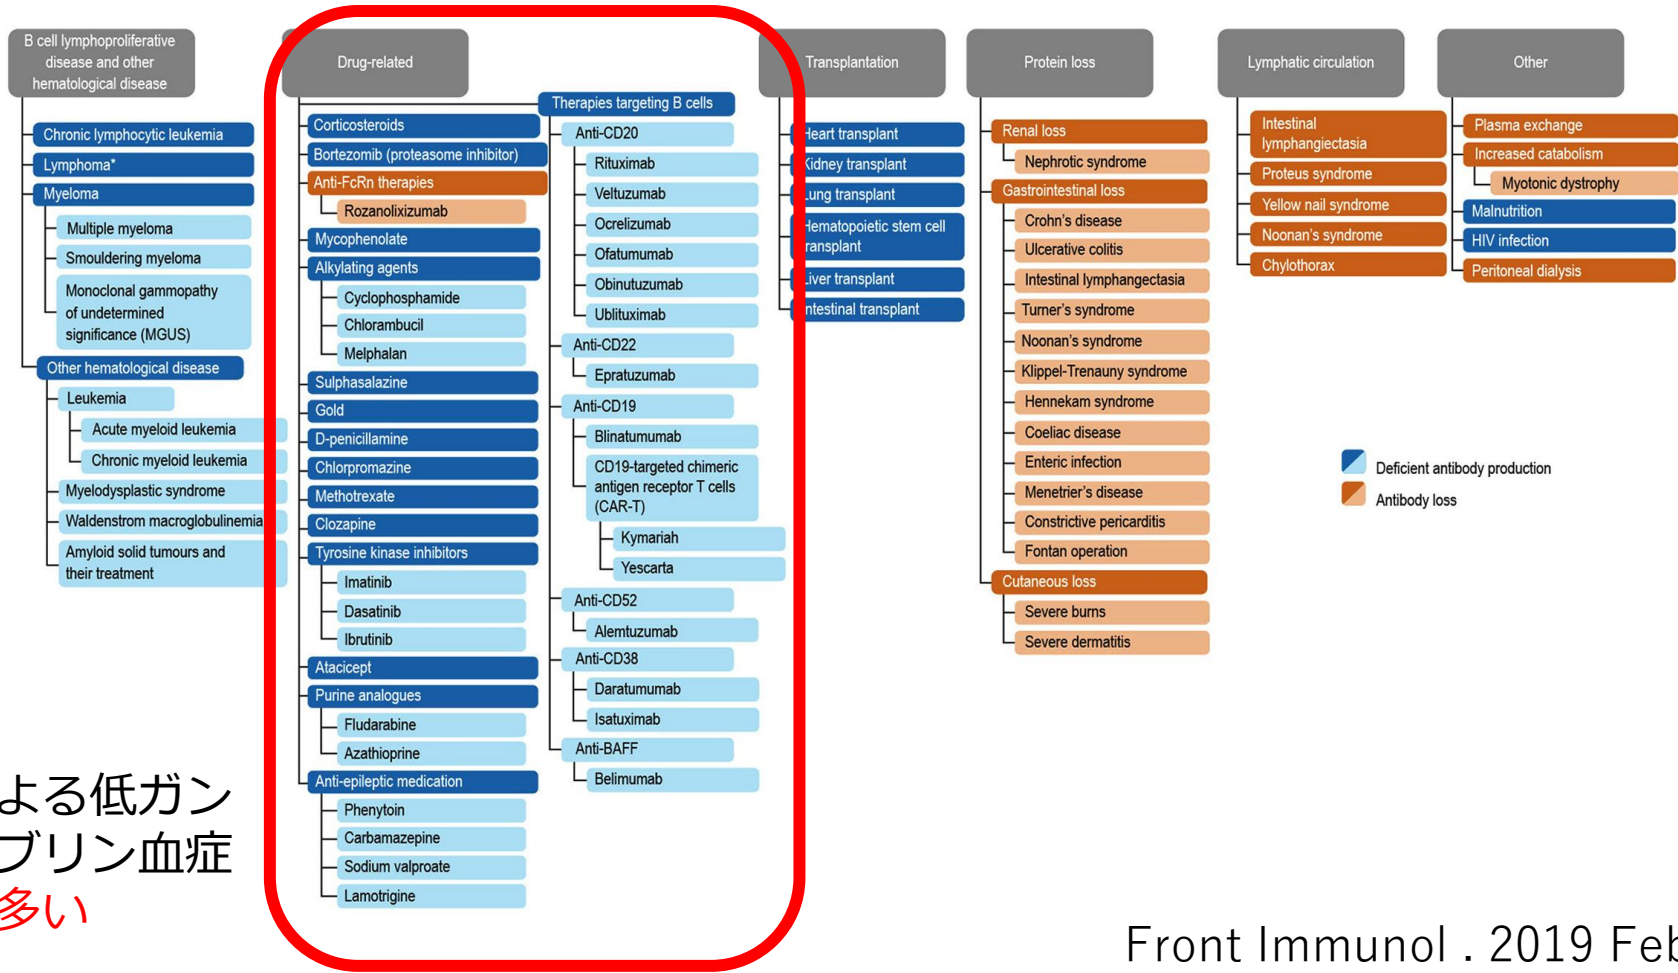 B cell lymphoproliferative
disease and other
hematological disease
Chronic lymphocytic leukemia
Lymphoma*
Myeloma
Multiple myeloma
Smouldering myeloma
Monoclonal gammopathy
of undetermined
significance (MGUS)
Other hematological disease
Leukemia
Acute myeloid leukemia
Chronic myeloid leukemia
Myelodysplastic syndrome
Waldenstrom macroglobulinemia
Amyloid solid tumours and
their treatment
Drug-related
Corticosteroids
Bortezomib (proteasome inhibitor)
Anti-FcRn therapies
Rozanolixizumab
Mycophenolate
Alkylating agents
Cyclophosphamide
Chlorambucil
Melphalan
Sulphasalazine
Gold
D-penicillamine
Chlorpromazine
Methotrexate
Clozapine
Tyrosine kinase inhibitors
Imatinib
Dasatinib
Ibrutinib
Atacicept
Purine analogues
Fludarabine
Azathioprine
Anti-epileptic medication
Phenytoin
Carbamazepine
Sodium valproate
Lamotrigine
Therapies targeting B cells
Anti-CD20
Rituximab
Veltuzumab
Ocrelizumab
Ofatumumab
Obinutuzumab
Ublituximab
Anti-CD22
Epratuzumab
Anti-CD19
Blinatumumab
CD19-targeted chimeric
antigen receptor T cells
(CAR-T)
Kymariah
Yescarta
Anti-CD52
Alemtuzumab
Anti-CD38
Daratumumab
Isatuximab
Anti-BAFF
Belimumab
Transplantation
Heart transplant
Kidney transplant
Lung transplant
Hematopoietic stem cell
transplant
Liver transplant
Intestinal transplant
Protein loss
Renal loss
Nephrotic syndrome
Gastrointestinal loss
Crohn's disease
Ulcerative colitis
Intestinal lymphangectasia
Turner's syndrome
Noonan's syndrome
Klippel-Trenauny syndrome
Hennekam syndrome
Coeliac disease
Enteric infection
Menetrier's disease
Constrictive pericarditis
Fontan operation
Cutaneous loss
Severe burns
Severe dermatitis
Lymphatic circulation
Intestinal
lymphangiectasia
Proteus syndrome
Yellow nail syndrome
Noonan's syndrome
Chylothorax
Other
Plasma exchange
Increased catabolism
Myotonic dystrophy
Malnutrition
HIV infection
Peritoneal dialysis
Deficient antibody production
Antibody loss
よる低ガン
ブリン血症
多い
Front Immunol . 2019 Feb